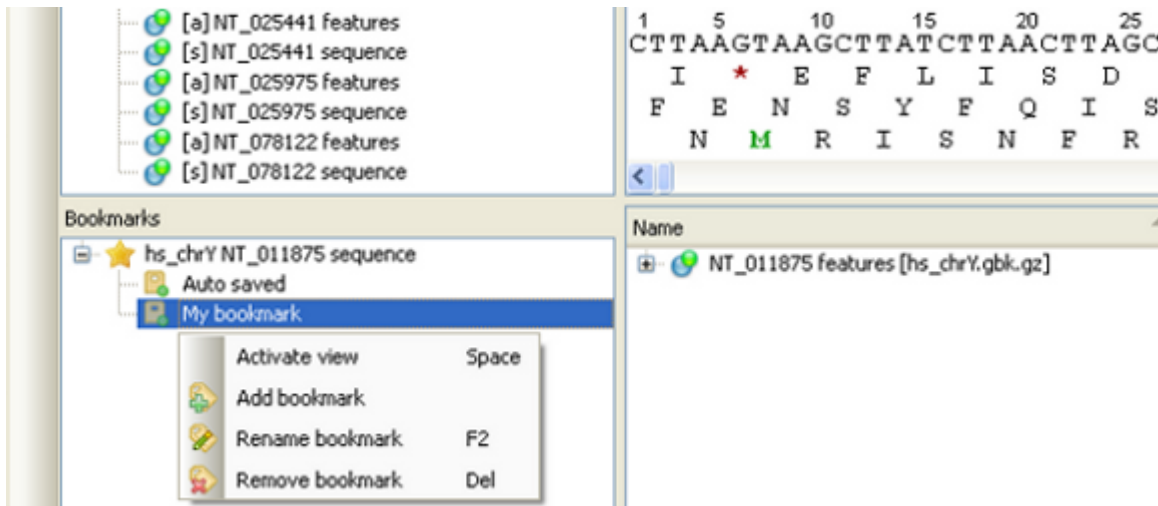 [a] NT_025441 features
[s] NT_025441 sequence
[a] NT_025975 features
[s] NT_025975 sequence
[a] NT_078122 features
[s] NT_078122 sequence
1 5 10 15 20 25
CTTAAGTAAGCTTATCTTAACTTAGC
I * E F L I S D
F E N S Y F Q I S
N M R I S N F R
Bookmarks
hs_chrY NT_011875 sequence
Auto saved
My bookmark
Activate view Space
Add bookmark
Rename bookmark F2
Remove bookmark Del
Name
NT_011875 features [hs_chrY.gbk.gz]